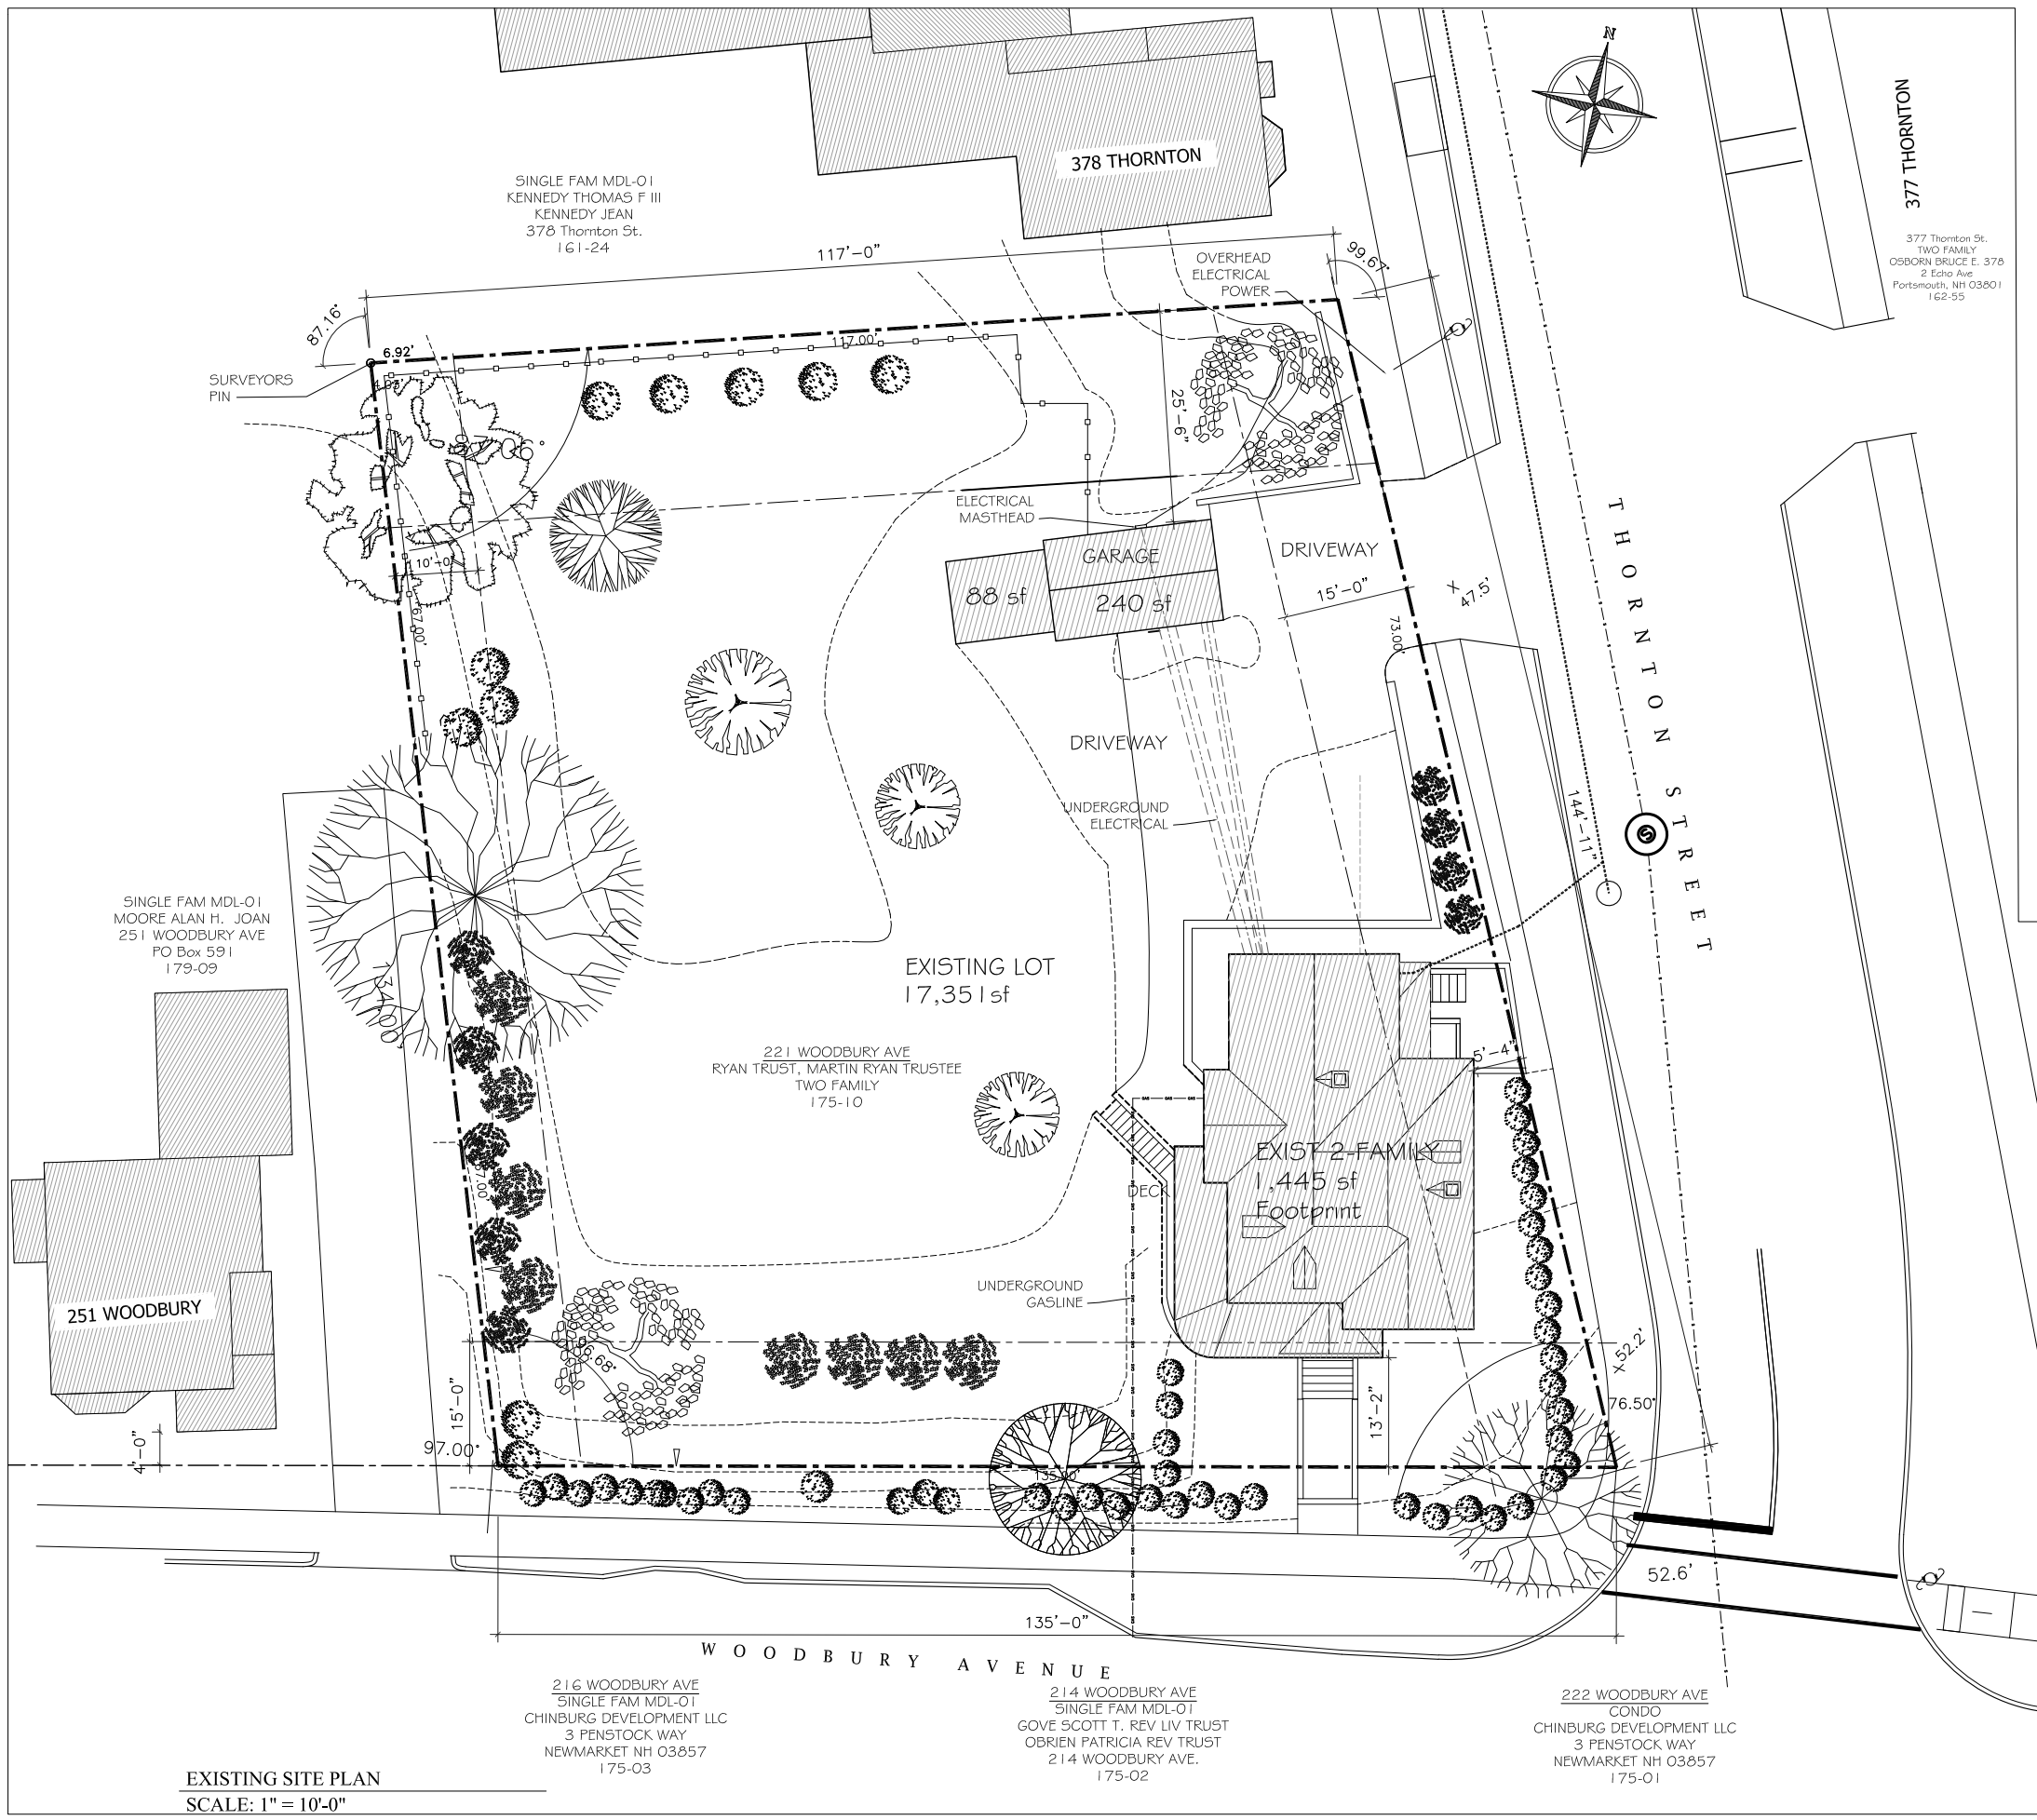 N
377 THORNTON
378 THORNTON
SINGLE FAM MDL-01
KENNEDY THOMAS F III
KENNEDY JEAN
378 Thornton St.
161-24
377 Thornton St.
TWO FAMILY
OSBORN BRUCE E. 378
2 Echo Ave
Portsmouth, NH 03801
162-55
117'-0"
OVERHEAD
ELECTRICAL
POWER
99.67°
87.16°
6.92'
117.00'
SURVEYORS
PIN
25'-6"
ELECTRICAL
MASTHEAD
GARAGE
DRIVEWAY
10'-0"
88 sf
240 sf
15'-0"
47.5'
67.00'
73.00'
THORNTON STREET
DRIVEWAY
UNDERGROUND
ELECTRICAL
144'-11"
S
SINGLE FAM MDL-01
MOORE ALAN H. JOAN
251 WOODBURY AVE
PO Box 591
179-09
134.00'
EXISTING LOT
17,351sf
221 WOODBURY AVE
RYAN TRUST, MARTIN RYAN TRUSTEE
TWO FAMILY
175-10
5'-4"
EXIST 2-FAMILY
1,445 sf
Footprint
DECK
UNDERGROUND
GASLINE
251 WOODBURY
52.2'
15'-0"
13'-2"
76.50°
97.00°
4'-0"
135.00'
52.6'
135'-0"
WOODBURY AVENUE
216 WOODBURY AVE
SINGLE FAM MDL-01
CHINBURG DEVELOPMENT LLC
3 PENSTOCK WAY
NEWMARKET NH 03857
175-03
214 WOODBURY AVE
SINGLE FAM MDL-01
GOVE SCOTT T. REV LIV TRUST
OBRIEN PATRICIA REV TRUST
214 WOODBURY AVE.
175-02
222 WOODBURY AVE
CONDO
CHINBURG DEVELOPMENT LLC
3 PENSTOCK WAY
NEWMARKET NH 03857
175-01
EXISTING SITE PLAN
SCALE: 1" = 10'-0"